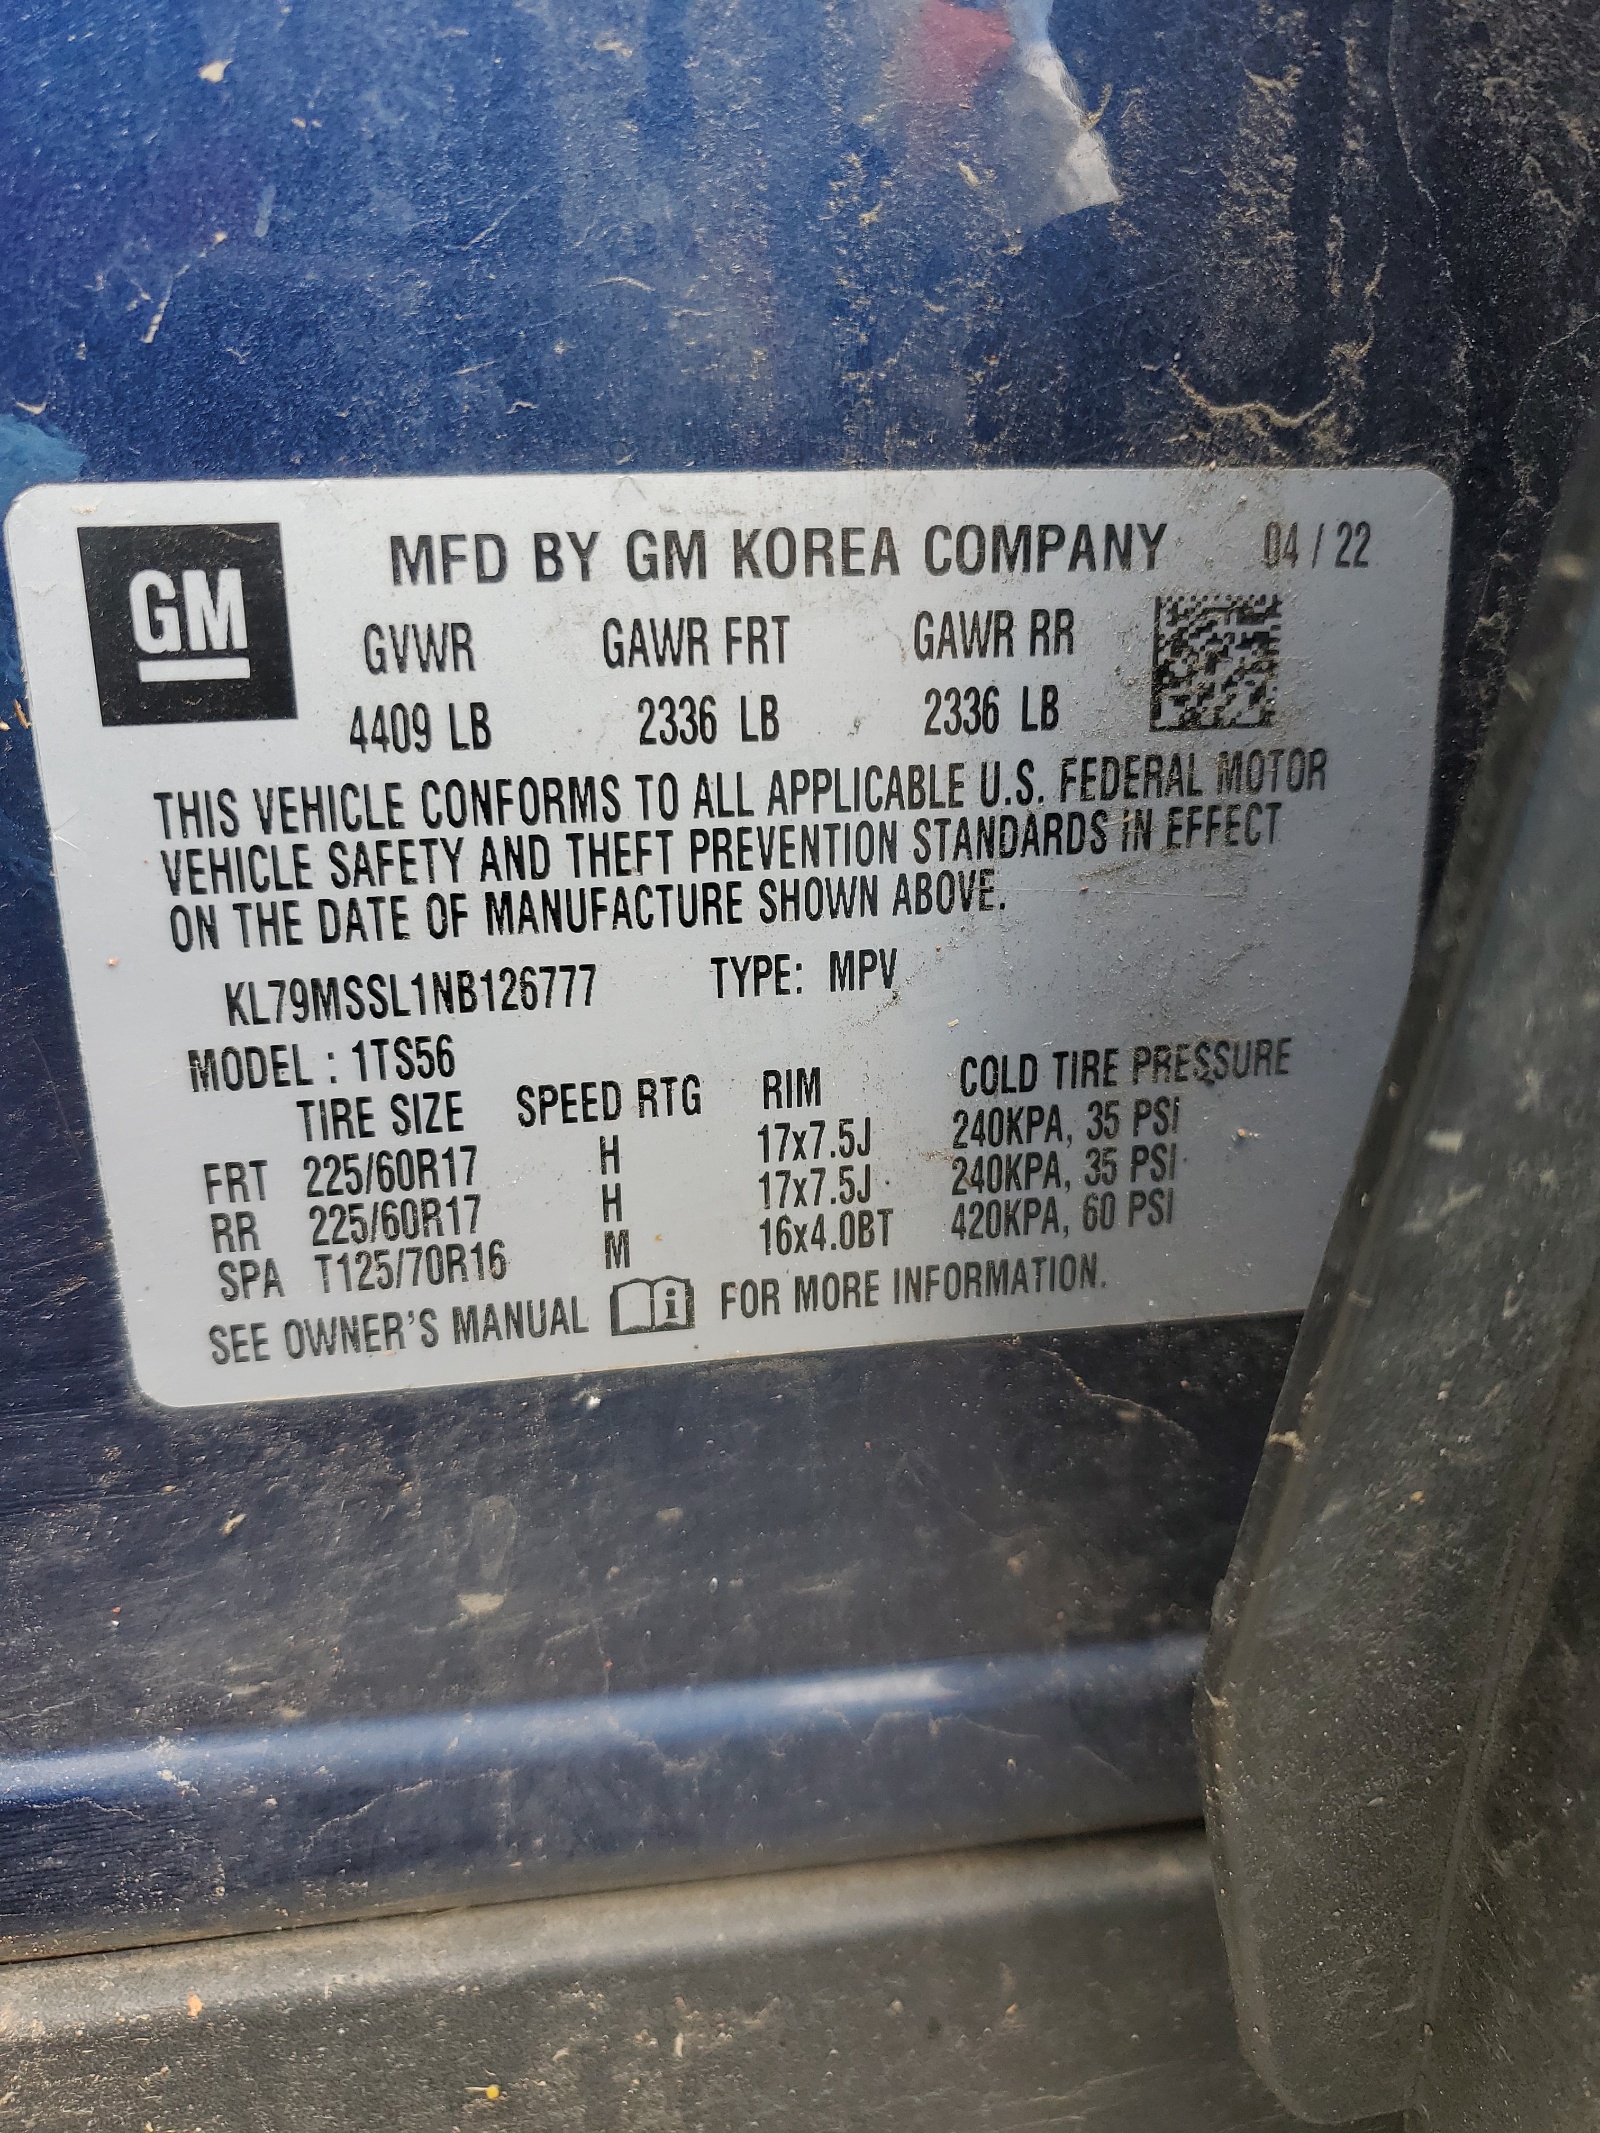 GM
MFD BY GM KOREA COMPANY 04 / 22
GVWR GAWR FRT GAWR RR
4409 LB 2336 LB 2336 LB
THIS VEHICLE CONFORMS TO ALL APPLICABLE U.S. FEDERAL MOTOR
VEHICLE SAFETY AND THEFT PREVENTION STANDARDS IN EFFECT
ON THE DATE OF MANUFACTURE SHOWN ABOVE.
KL79MSSL1NB126777 TYPE: MPV
MODEL : 1TS56
TIRE SIZE SPEED RTG RIM COLD TIRE PRESSURE
FRT 225/60R17 H 17x7.5J 240KPA, 35 PSI
RR 225/60R17 H 17x7.5J 240KPA, 35 PSI
SPA T125/70R16 M 16x4.0BT 420KPA, 60 PSI
SEE OWNER'S MANUAL i FOR MORE INFORMATION.